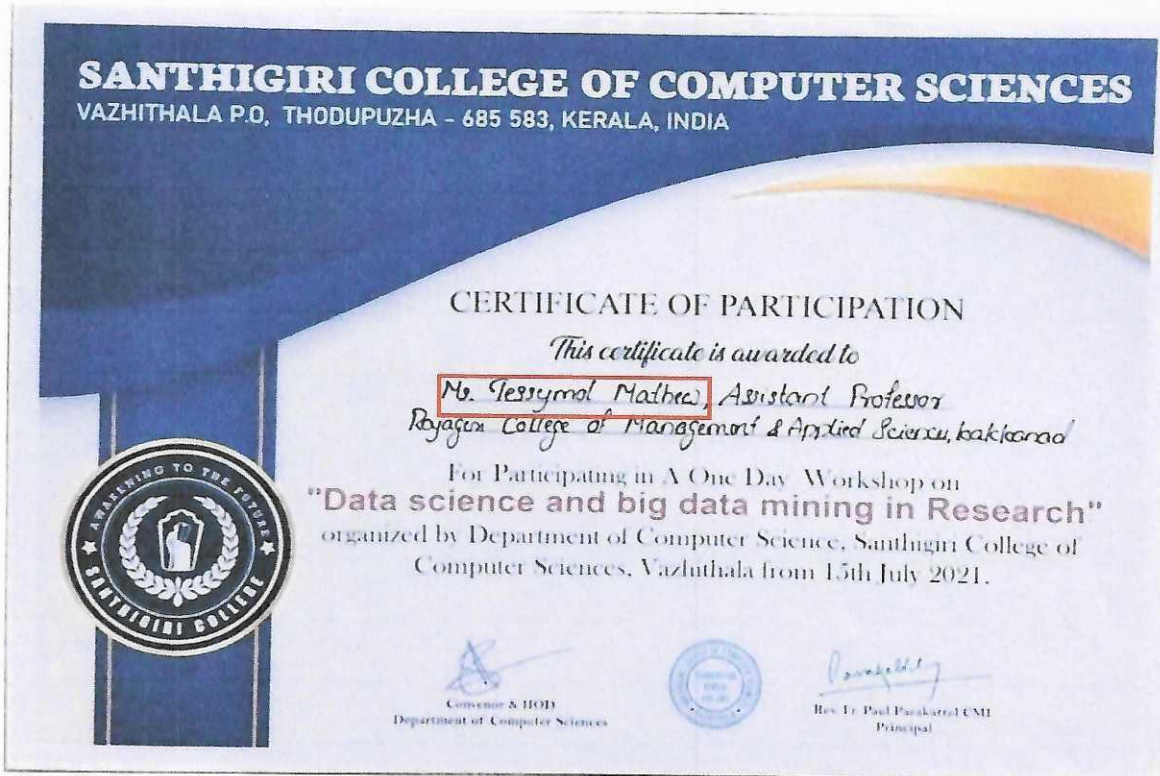 SANTHIGIRI COLLEGE OF COMPUTER SCIENCES
VAZHITHALA P.O, THODUPUZHA - 685 583, KERALA, INDIA
CERTIFICATE OF PARTICIPATION
This certificate is awarded to
Ms. Tessymol Mathew, Assistant Professor
Rajagiri College of Management & Applied Sciences, kakkanad
For Participating in A One Day Workshop on
"Data science and big data mining in Research"
organized by Department of Computer Science, Santhigiri College of
Computer Sciences, Vazhithala from 15th July 2021.
AWAKENING TO THE FUTURE
SANTHIGIRI COLLEGE
Convenor & HOD
Department of Computer Sciences
Rev. Fr. Paul Parakattel CMI
Principal